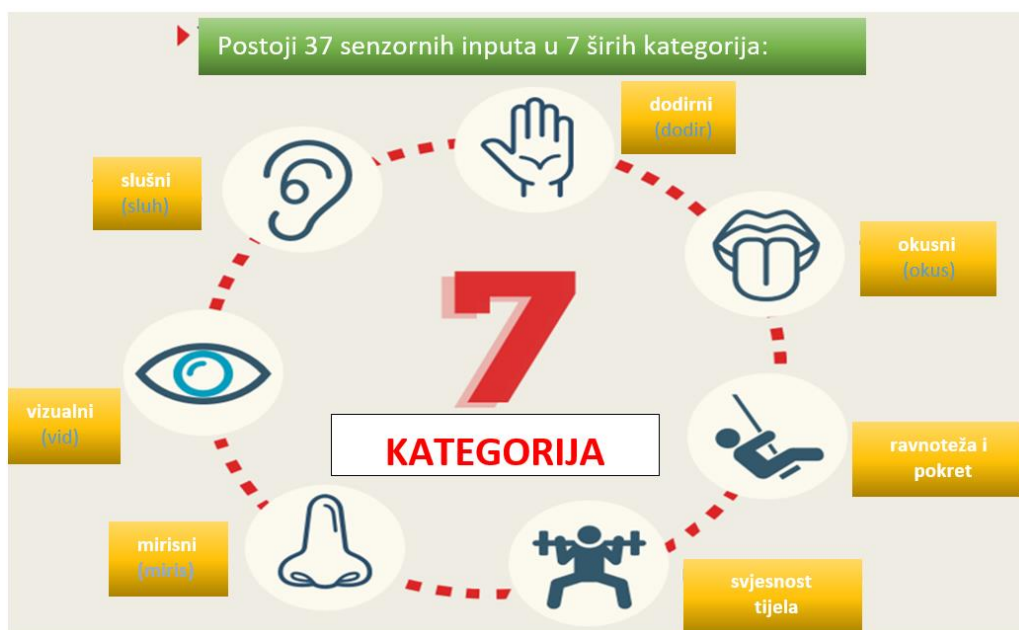 Postoji 37 senzornih inputa u 7 širih kategorija:
dodirni
(dodir)
slušni
(sluh)
okusni
(okus)
7
KATEGORIJA
vizualni
(vid)
ravnoteža i
pokret
mirisni
(miris)
svjesnost
tijela